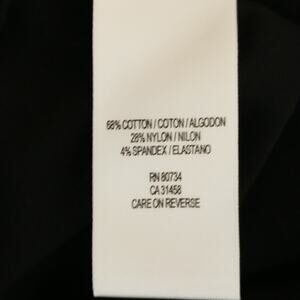 68% COTTON / COTON / ALGODON
28% NYLON / NILON
4% SPANDEX / ELASTANO
RN 80734
CA 31458
CARE ON REVERSE